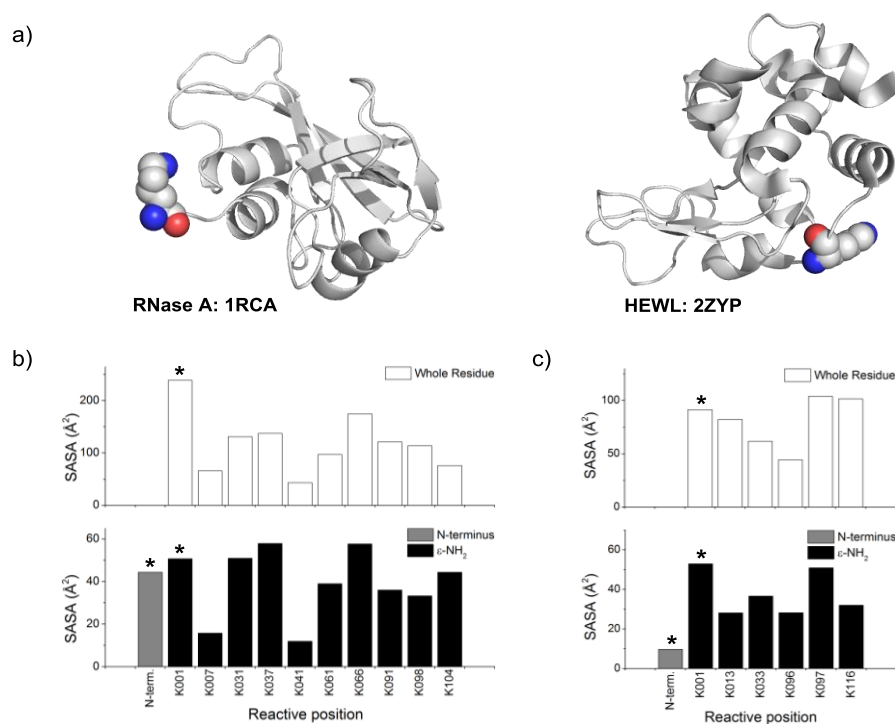 a)
RNase A: 1RCA
HEWL: 2ZYP
b)
*
Whole Residue
SASA (Å²)
200
100
0
N-terminus
ε-NH₂
* *
SASA (Å²)
60
40
20
0
N-term. K001 K007 K031 K037 K041 K061 K066 K091 K098 K104
Reactive position
c)
Whole Residue
*
SASA (Å²)
100
50
0
N-terminus
ε-NH₂
*
*
SASA (Å²)
60
40
20
0
N-term. K001 K013 K033 K096 K097 K116
Reactive position